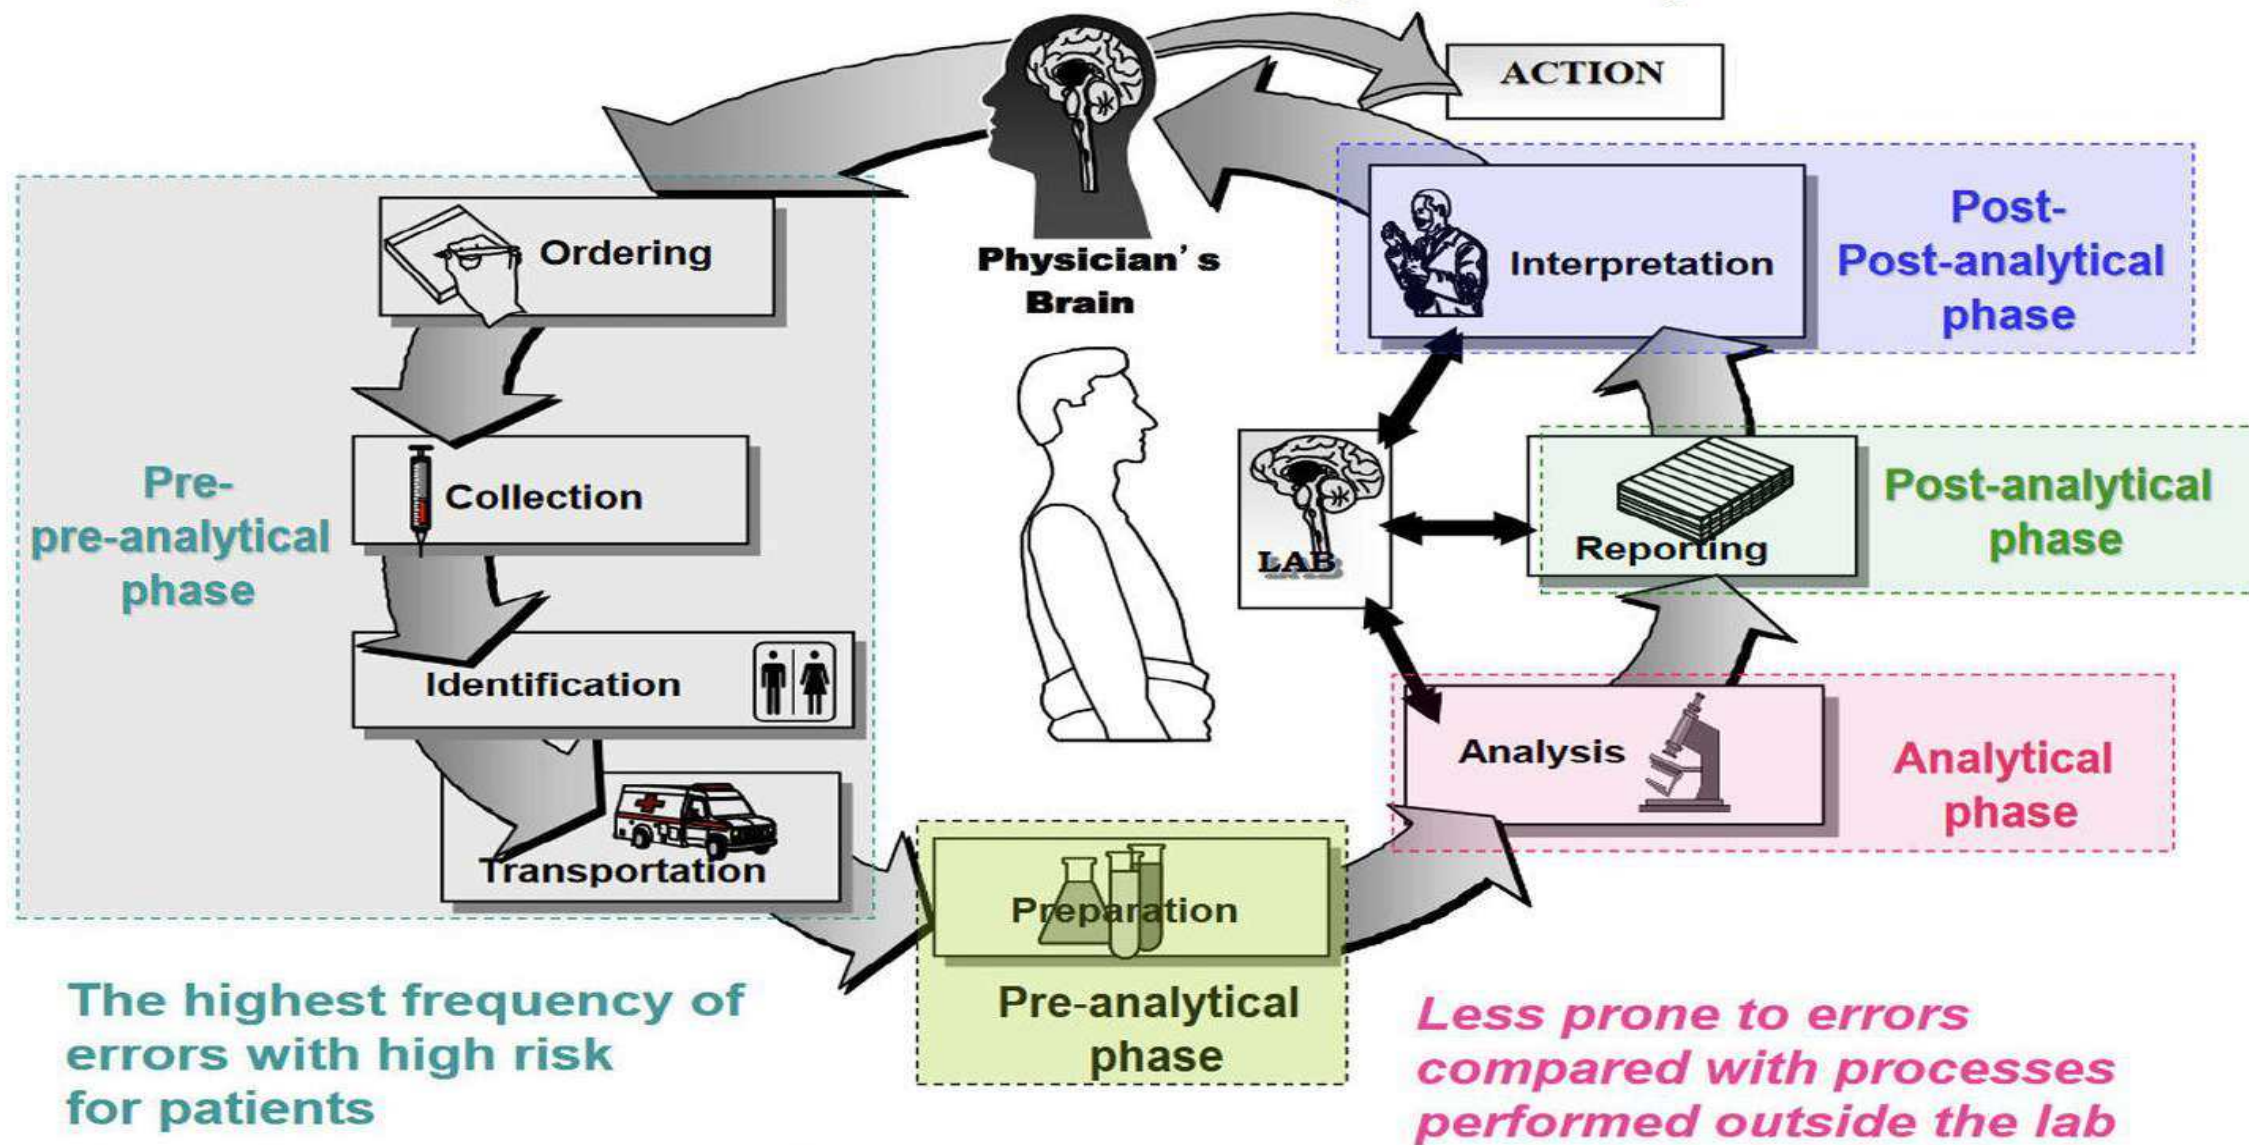 ACTION
Physician's
Brain
Ordering
Collection
Identification
Transportation
Pre-
pre-analytical
phase
Preparation
Pre-analytical
phase
Analysis
Analytical
phase
LAB
Reporting
Post-analytical
phase
Interpretation
Post-
Post-analytical
phase
The highest frequency of
errors with high risk
for patients
Less prone to errors
compared with processes
performed outside the lab